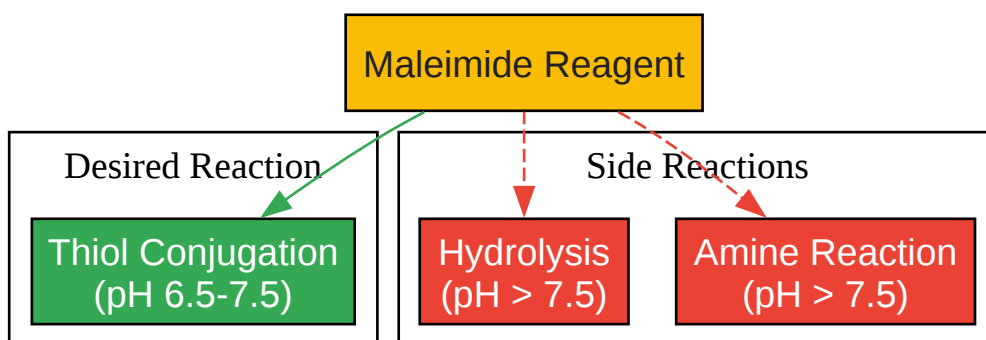 Maleimide Reagent
Desired Reaction
Side Reactions
Thiol Conjugation
(pH 6.5-7.5)
Hydrolysis
(pH > 7.5)
Amine Reaction
(pH > 7.5)